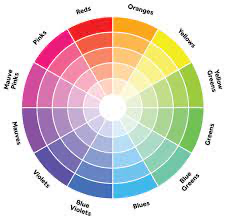 Reds
Oranges
Yellows
Yellow
Greens
Greens
Blue
Greens
Blues
Blue
Violets
Violets
Mauves
Mauve
Pinks
Pinks